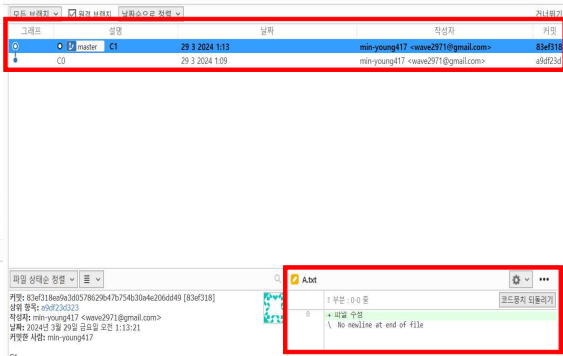 모든 브랜치 원격 브랜치 날짜순으로 정렬 건너뛰기
그래프 설명 날짜 작성자 커밋
master C1 29 3 2024 1:13 min-young417 <wave2971@gmail.com> 83ef318
C0 29 3 2024 1:09 min-young417 <wave2971@gmail.com> a9df23d
파일 상태순 정렬
A.txt
커밋: 83ef318ea9a3d0578629b47b754b30a4e206dd49 [83ef318]
상위 항목: a9df23d323
작성자: min-young417 <wave2971@gmail.com>
날짜: 2024년 3월 29일 금요일 오전 1:13:21
커밋한 사람: min-young417
C1
부분 : 0-0 줄 코드뭉치 되돌리기
+ 파일 수정
\ No newline at end of file